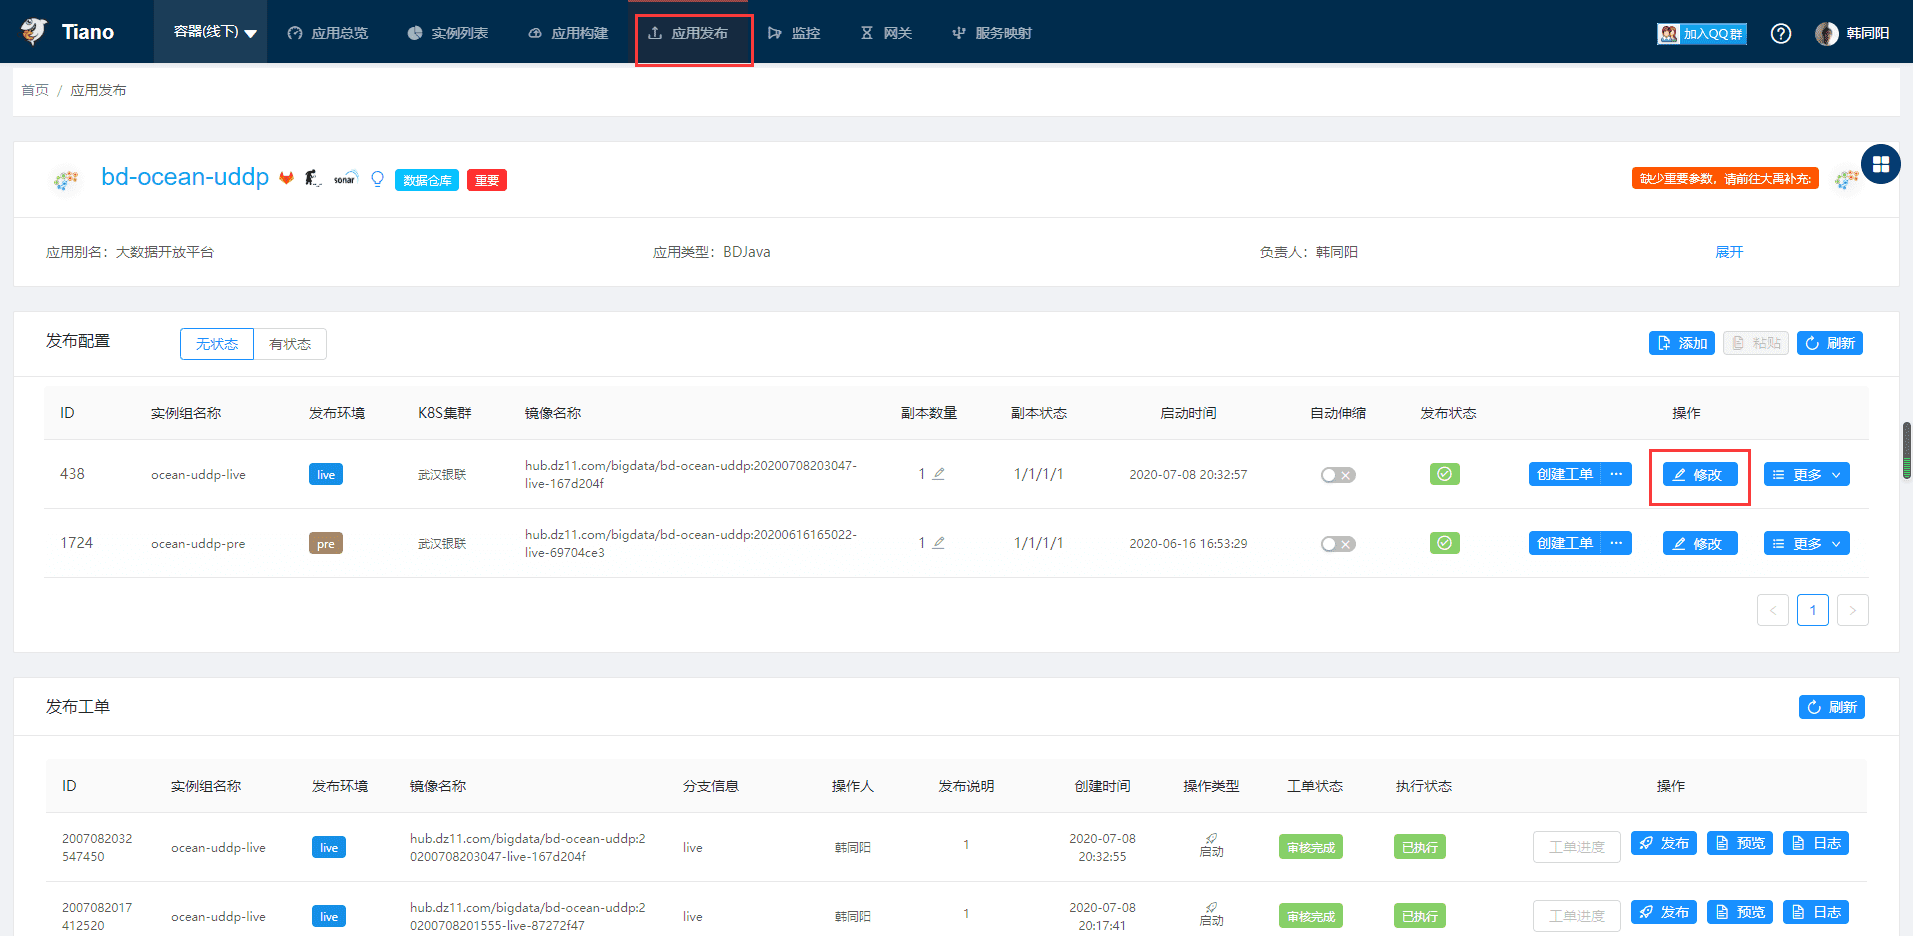 Tiano 容器(线下) 应用总览 实例列表 应用构建 应用发布 监控 网关 服务映射 加入QQ群 韩同阳
首页 / 应用发布
bd-ocean-uddp sonar 数据仓库 重要 缺少重要参数，请前往大禹补充:
应用别名：大数据开放平台 应用类型：BDJava 负责人：韩同阳 展开
发布配置 无状态 有状态 添加 粘贴 刷新
ID 实例组名称 发布环境 K8S集群 镜像名称 副本数量 副本状态 启动时间 自动伸缩 发布状态 操作
438 ocean-uddp-live live 武汉银联 hub.dz11.com/bigdata/bd-ocean-uddp:20200708203047- 1 1/1/1/1 2020-07-08 20:32:57 创建工单 ··· 修改 更多
live-167d204f
1724 ocean-uddp-pre pre 武汉银联 hub.dz11.com/bigdata/bd-ocean-uddp:20200616165022- 1 1/1/1/1 2020-06-16 16:53:29 创建工单 ··· 修改 更多
live-69704ce3
< 1 >
发布工单 刷新
ID 实例组名称 发布环境 镜像名称 分支信息 操作人 发布说明 创建时间 操作类型 工单状态 执行状态 操作
2007082032 hub.dz11.com/bigdata/bd-ocean-uddp:2 2020-07-08
547450 ocean-uddp-live live 0200708203047-live-167d204f live 韩同阳 1 20:32:55 启动 审核完成 已执行 工单进度 发布 预览 日志
2007082017 hub.dz11.com/bigdata/bd-ocean-uddp:2 2020-07-08
412520 ocean-uddp-live live 0200708201555-live-87272f47 live 韩同阳 1 20:17:41 启动 审核完成 已执行 工单进度 发布 预览 日志